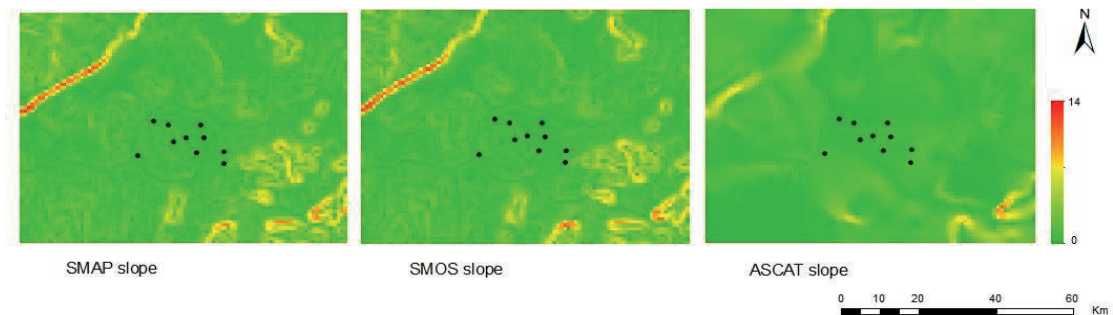 N
14
0
SMAP slope
SMOS slope
ASCAT slope
0 10 20 40 60
Km